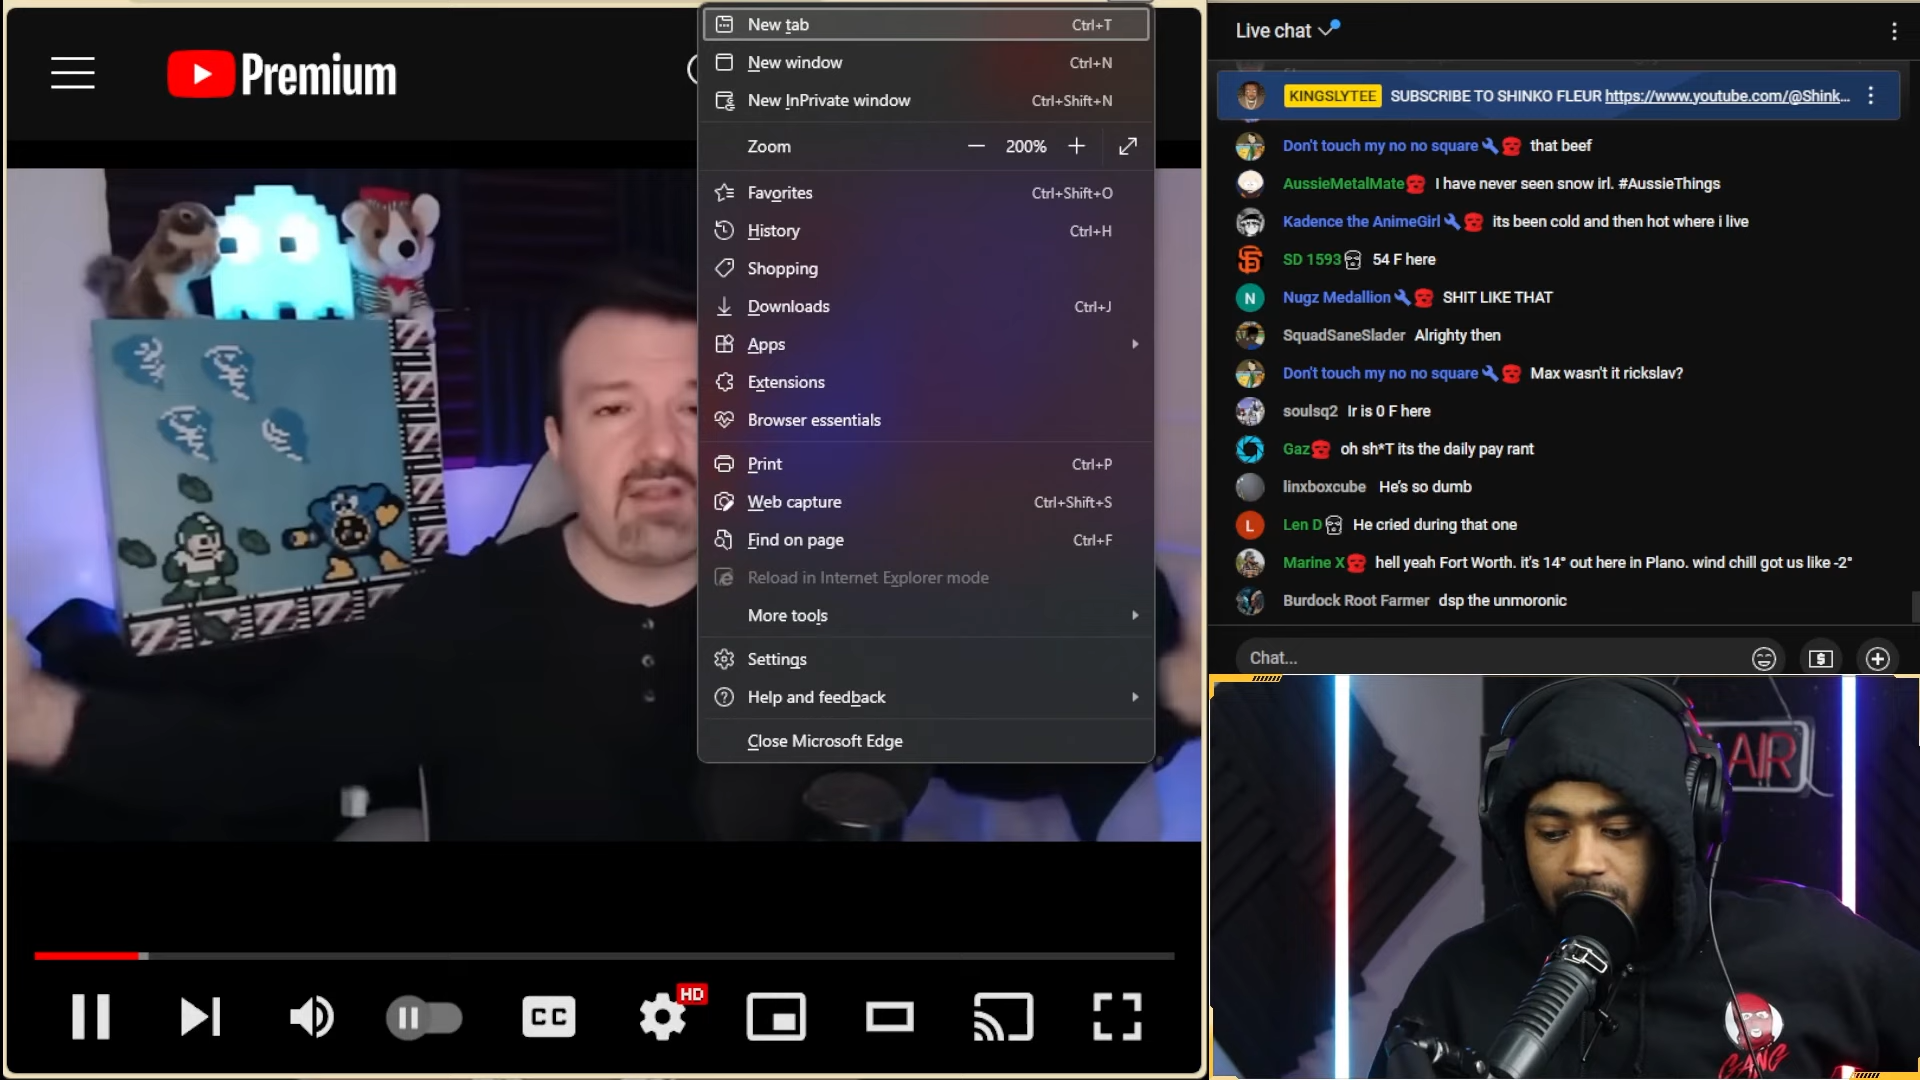 Premium
New tab Ctrl+T
New window Ctrl+N
New InPrivate window Ctrl+Shift+N
Zoom 200%
Favorites Ctrl+Shift+O
History Ctrl+H
Shopping
Downloads Ctrl+J
Apps
Extensions
Browser essentials
Print Ctrl+P
Web capture Ctrl+Shift+S
Find on page Ctrl+F
Reload in Internet Explorer mode
More tools
Settings
Help and feedback
Close Microsoft Edge
CC
HD
Live chat
KINGSLYTEE SUBSCRIBE TO SHINKO FLEUR https://www.youtube.com/@Shink...
Don't touch my no no square that beef
AussieMetalMate I have never seen snow irl. #AussieThings
Kadence the AnimeGirl its been cold and then hot where i live
SD 1593 54 F here
N Nugz Medallion SHIT LIKE THAT
SquadSaneSlader Alrighty then
Don't touch my no no square Max wasn't it rickslav?
soulsq2 Ir is 0 F here
Gaz oh sh*T its the daily pay rant
linxboxcube He's so dumb
L Len D He cried during that one
Marine X hell yeah Fort Worth. it's 14° out here in Plano. wind chill got us like -2°
Burdock Root Farmer dsp the unmoronic
Chat...
AIR
GANG